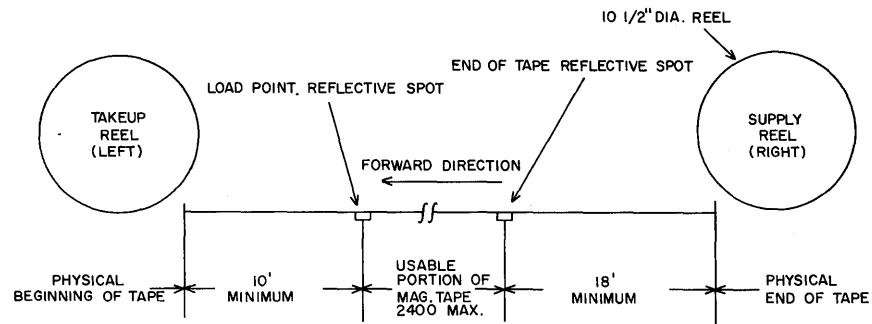 10 1/2" DIA. REEL
END OF TAPE REFLECTIVE SPOT
LOAD POINT. REFLECTIVE SPOT
TAKEUP
REEL
(LEFT)
SUPPLY
REEL
(RIGHT)
FORWARD DIRECTION
PHYSICAL
BEGINNING OF TAPE
10'
MINIMUM
USABLE
PORTION OF
MAG. TAPE
2400 MAX.
18'
MINIMUM
PHYSICAL
END OF TAPE